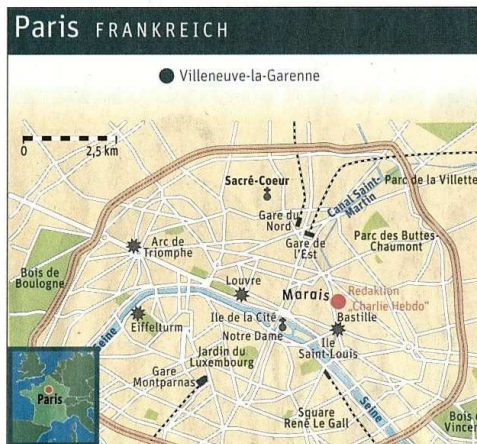 Paris FRANKREICH
Villeneuve-la-Garenne
0 2,5 km
Sacré-Coeur
Canal Saint-
Martin
Parc de la Villette
Gare du
Nord
Gare de
l'Est
Parc des Buttes-
Chaumont
Arc de
Triomphe
Bois de
Boulogne
Louvre
Marais
Redaktion
„Charlie Hebdo"
Bastille
Eiffelturm
Ile de la Cité
Notre Dame
Ile
Saint-Louis
Seine
Jardin du
Luxembourg
Gare
Montparnas
Paris
Square
René Le Gall
Seine
Bois d
Vincen